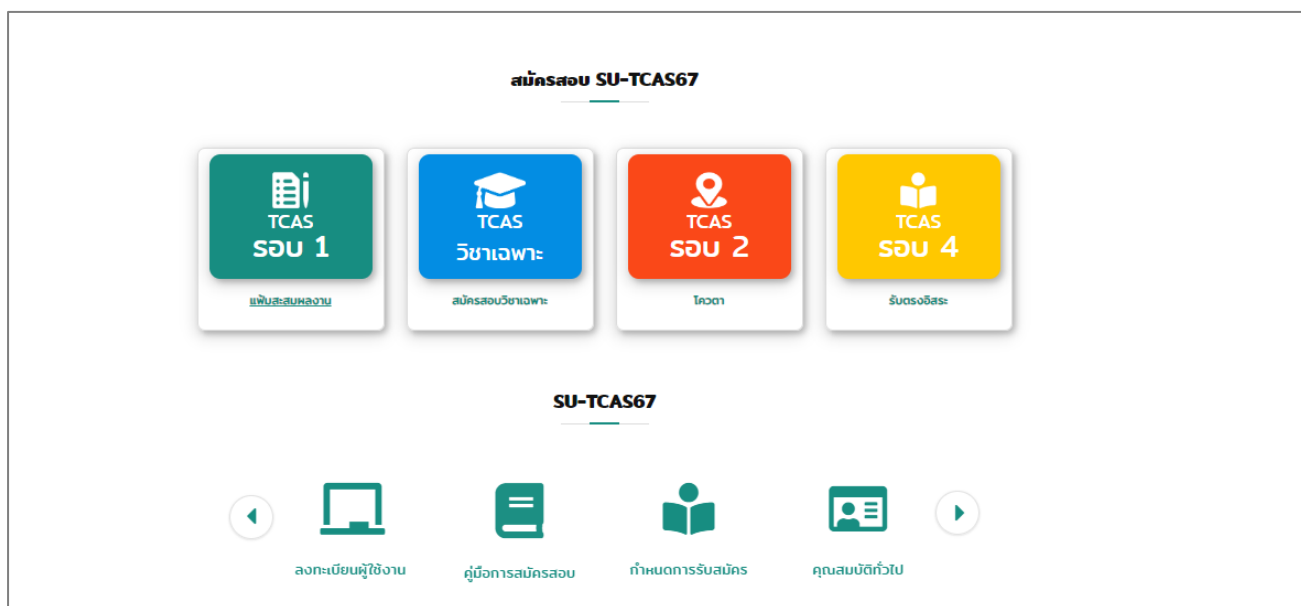 สมัครสอบ SU-TCAS67
TCAS
รอบ 1
แฟ้มสะสมผลงาน
TCAS
วิชาเฉพาะ
สมัครสอบวิชาเฉพาะ
TCAS
รอบ 2
โควตา
TCAS
รอบ 4
รับตรงอิสระ
SU-TCAS67
ลงทะเบียนผู้ใช้งาน
คู่มือการสมัครสอบ
กำหนดการรับสมัคร
คุณสมบัติทั่วไป